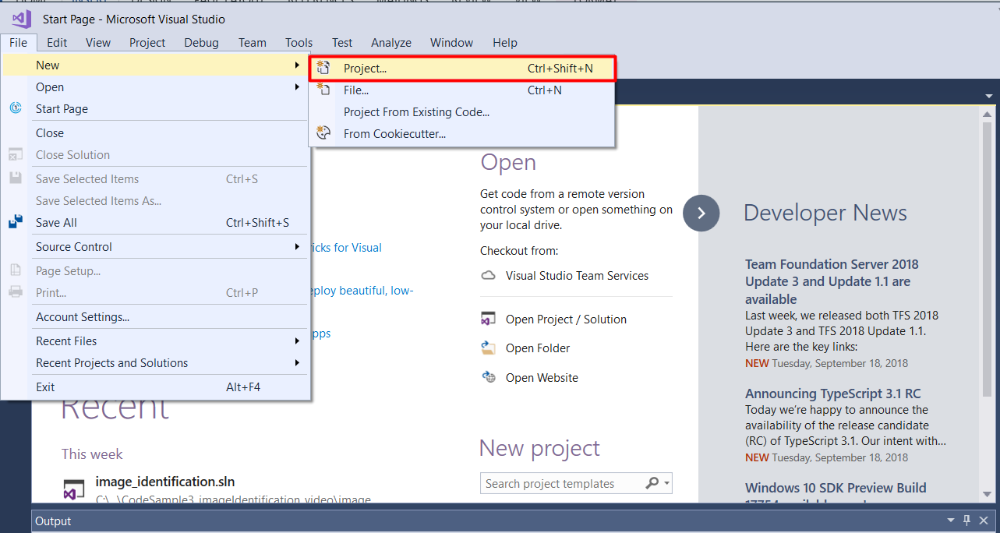 Start Page - Microsoft Visual Studio
File Edit View Project Debug Team Tools Test Analyze Window Help
New
Open
Start Page
Close
Close Solution
Save Selected Items Ctrl+S
Save Selected Items As...
Save All Ctrl+Shift+S
Source Control
Page Setup...
Print... Ctrl+P
Account Settings...
Recent Files
Recent Projects and Solutions
Exit Alt+F4
Project... Ctrl+Shift+N
File... Ctrl+N
Project From Existing Code...
From Cookiecutter...
for Visual
beautiful, low-
Recent
This week
image_identification.sln
Open
Get code from a remote version
control system or open something on
your local drive.
Checkout from:
Visual Studio Team Services
Open Project / Solution
Open Folder
Open Website
New project
Search project templates
Developer News
Team Foundation Server 2018
Update 3 and Update 1.1 are
available
Last week, we released both TFS 2018
Update 3 and TFS 2018 Update 1.1.
Here are the key links:
NEW Tuesday, September 18, 2018
Announcing TypeScript 3.1 RC
Today we're happy to announce the
availability of the release candidate
(RC) of TypeScript 3.1. Our intent with...
NEW Tuesday, September 18, 2018
Windows 10 SDK Preview Build
Output